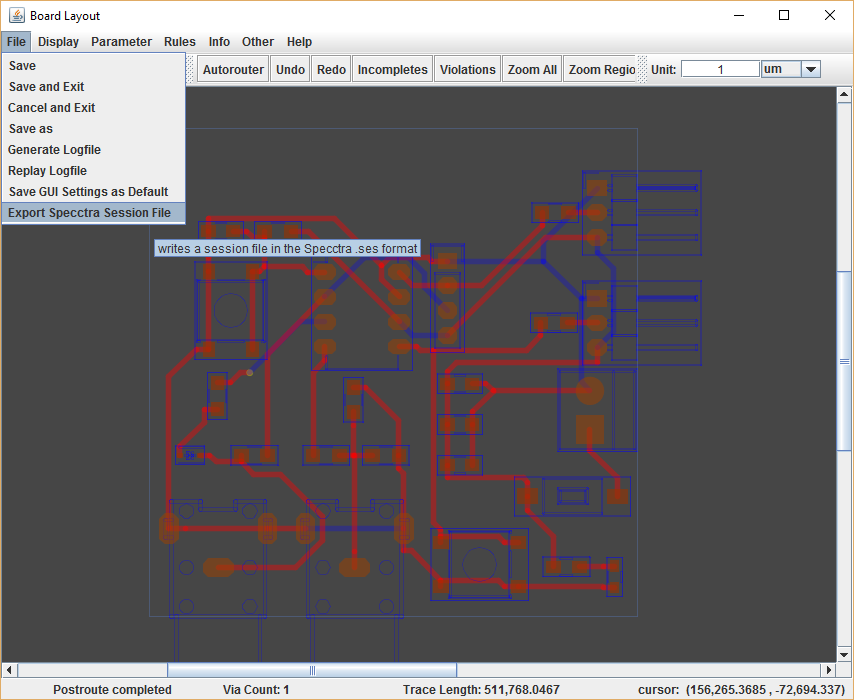 Board Layout
File Display Parameter Rules Info Other Help
Autorouter Undo Redo Incompletes Violations Zoom All Zoom Regio Unit: 1 um
Save
Save and Exit
Cancel and Exit
Save as
Generate Logfile
Replay Logfile
Save GUI Settings as Default
Export Specctra Session File
writes a session file in the Specctra .ses format
Postroute completed Via Count: 1 Trace Length: 511,768.0467 cursor: (156,265.3685 , -72,694.337)